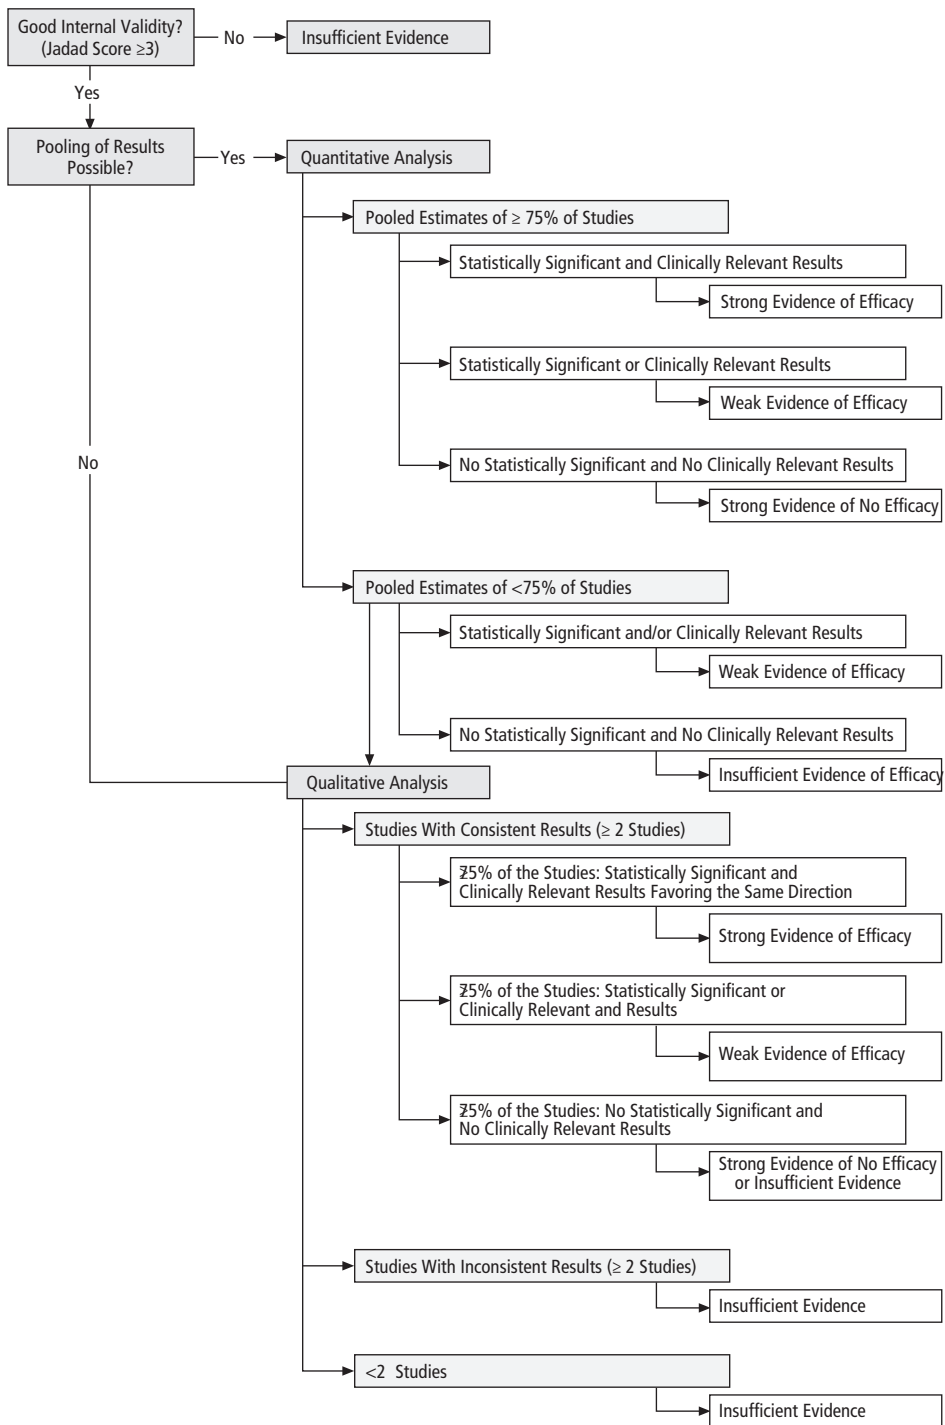 Good Internal Validity?
(Jadad Score ≥3)
No
Insufficient Evidence
Yes
Pooling of Results
Possible?
Yes
Quantitative Analysis
Pooled Estimates of ≥ 75% of Studies
Statistically Significant and Clinically Relevant Results
Strong Evidence of Efficacy
Statistically Significant or Clinically Relevant Results
Weak Evidence of Efficacy
No
No Statistically Significant and No Clinically Relevant Results
Strong Evidence of No Efficacy
Pooled Estimates of <75% of Studies
Statistically Significant and/or Clinically Relevant Results
Weak Evidence of Efficacy
No Statistically Significant and No Clinically Relevant Results
Insufficient Evidence of Efficacy
Qualitative Analysis
Studies With Consistent Results (≥ 2 Studies)
≥75% of the Studies: Statistically Significant and
Clinically Relevant Results Favoring the Same Direction
Strong Evidence of Efficacy
≥75% of the Studies: Statistically Significant or
Clinically Relevant and Results
Weak Evidence of Efficacy
≥75% of the Studies: No Statistically Significant and
No Clinically Relevant Results
Strong Evidence of No Efficacy
or Insufficient Evidence
Studies With Inconsistent Results (≥ 2 Studies)
Insufficient Evidence
<2 Studies
Insufficient Evidence